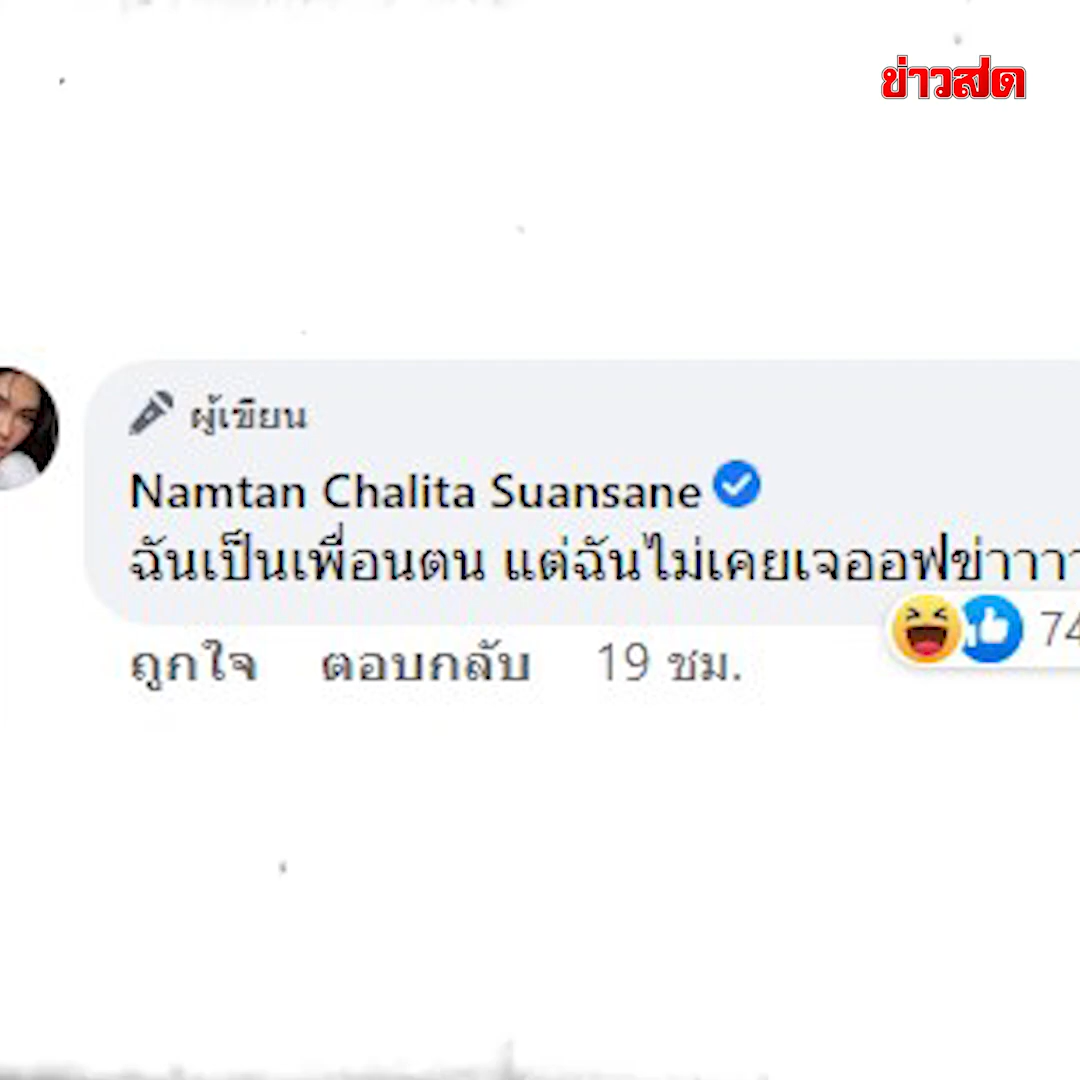 ข่าวสด
ผู้เขียน
Namtan Chalita Suansane
ฉันเป็นเพื่อนตน แต่ฉันไม่เคยเจออฟข่าาาา
74
ถูกใจ ตอบกลับ 19 ชม.